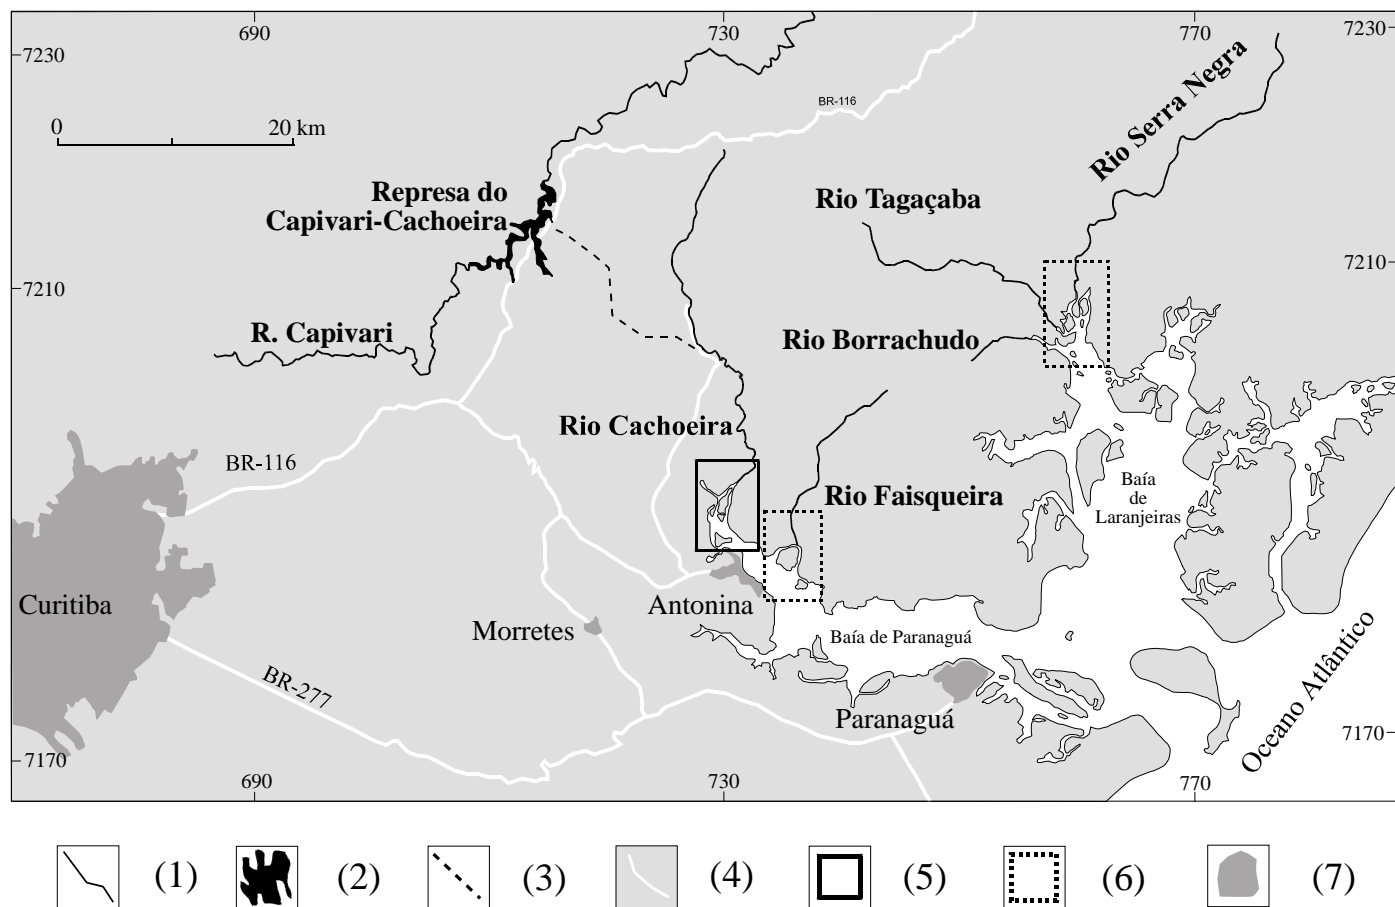 690
730
770
7230
7230
0
20 km
BR-116
Rio Serra Negra
Represa do
Capivari-Cachoeira
Rio Tagaçaba
7210
7210
R. Capivari
Rio Borrachudo
Rio Cachoeira
BR-116
Rio Faisqueira
Baía
de
Laranjeiras
Curitiba
Antonina
Morretes
Baía de Paranaguá
BR-277
Paranaguá
Oceano Atlântico
7170
7170
690
730
770
(1)
(2)
(3)
(4)
(5)
(6)
(7)